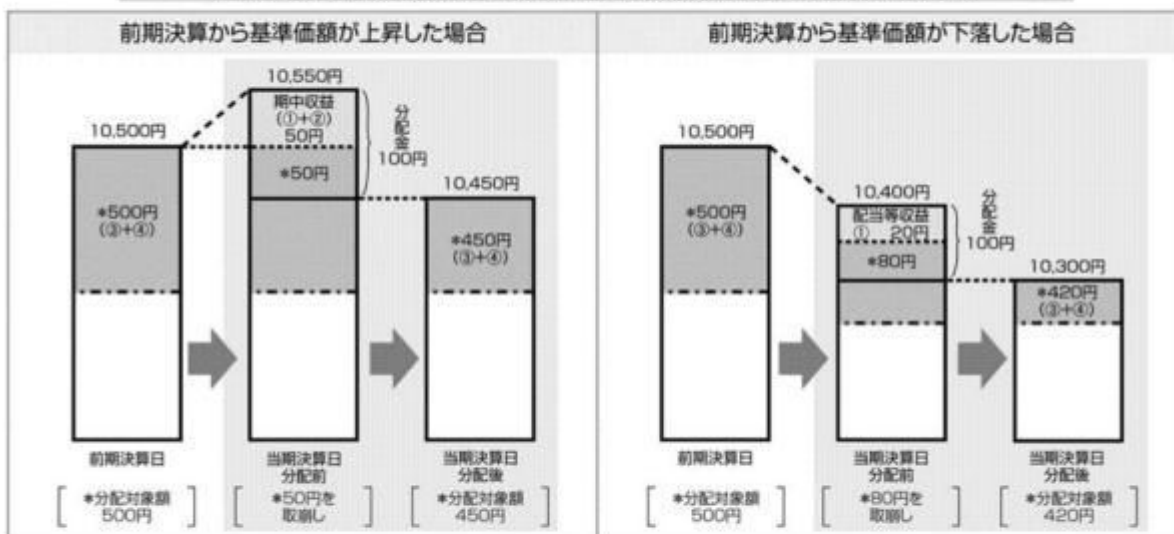 前期決算から基準価額が上昇した場合
10,550円
期中収益
(①+②)
50円
*50円
分配金
100円
10,500円
*500円
(③+④)
10,450円
*450円
(③+④)
前期決算日
当期決算日
分配前
当期決算日
分配後
*分配対象額
500円
*50円を
取崩し
*分配対象額
450円
前期決算から基準価額が下落した場合
10,500円
*500円
(③+④)
10,400円
配当等収益
① 20円
*80円
分配金
100円
10,300円
*420円
(③+④)
前期決算日
当期決算日
分配前
当期決算日
分配後
*分配対象額
500円
*80円を
取崩し
*分配対象額
420円